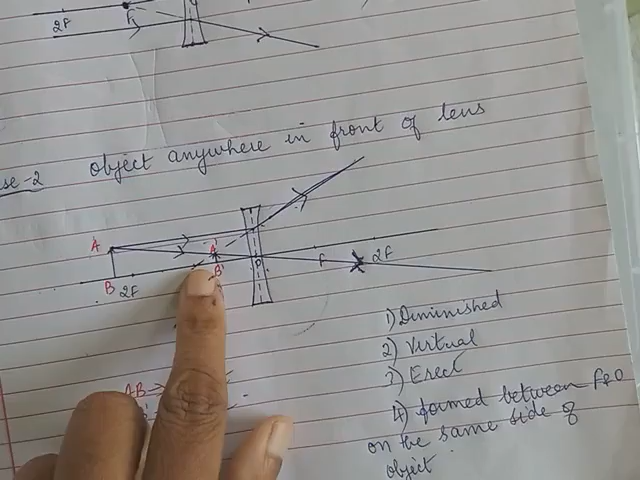 2F
F
se-2 object anywhere in front of lens
A
A'
B
2F
B'
O
F
2F
1) Diminished
2) Virtual
3) Erect
4) formed between F&O
on the same side of
object.
AB